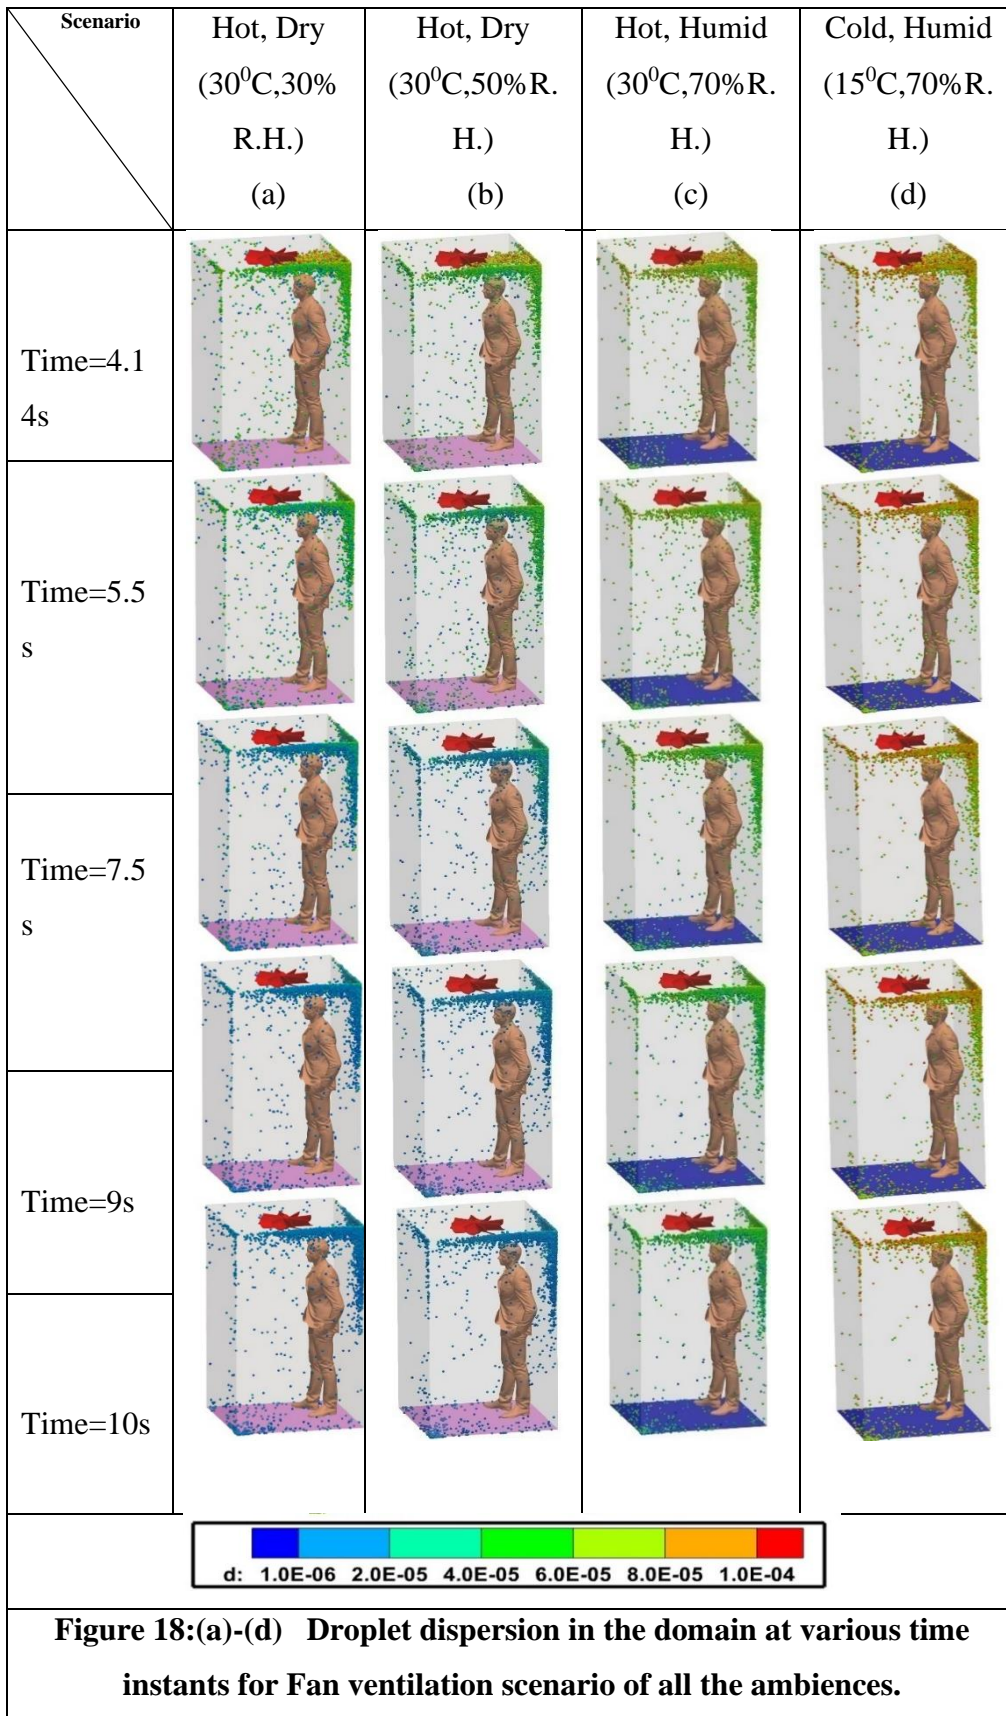 Scenario
Hot, Dry
(30⁰C,30%
R.H.)
(a)
Hot, Dry
(30⁰C,50%R.
H.)
(b)
Hot, Humid
(30⁰C,70%R.
H.)
(c)
Cold, Humid
(15⁰C,70%R.
H.)
(d)
Time=4.1
4s
Time=5.5
s
Time=7.5
s
Time=9s
Time=10s
d: 1.0E-06 2.0E-05 4.0E-05 6.0E-05 8.0E-05 1.0E-04
Figure 18:(a)-(d) Droplet dispersion in the domain at various time
instants for Fan ventilation scenario of all the ambiences.